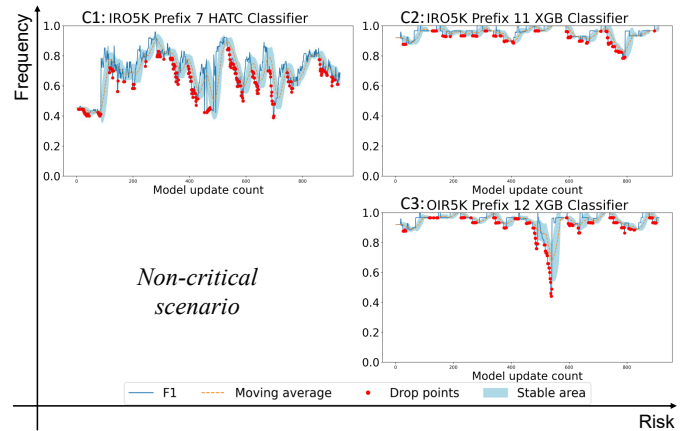 Frequency
C1: IRO5K Prefix 7 HATC Classifier
1.0
0.8
0.6
0.4
0.2
0.0
0 200 400 600 800
Model update count
C2: IRO5K Prefix 11 XGB Classifier
1.0
0.8
0.6
0.4
0.2
0.0
0 200 400 600 800
Model update count
C3: OIR5K Prefix 12 XGB Classifier
1.0
0.8
0.6
0.4
0.2
0.0
0 200 400 600 800
Model update count
Non-critical
scenario
F1 Moving average Drop points Stable area
Risk